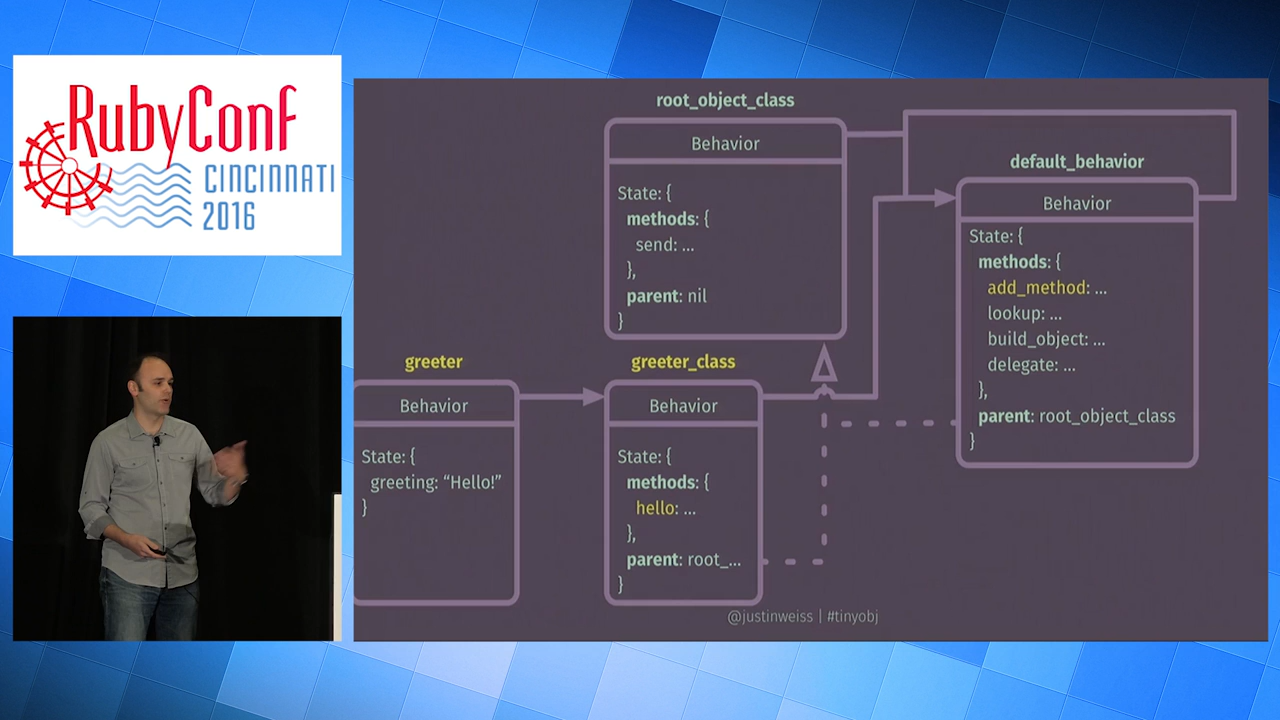 RubyConf
CINCINNATI
2016
root_object_class
Behavior
State: {
methods: {
send: ...
},
parent: nil
}
default_behavior
Behavior
State: {
methods: {
add_method: ...
lookup: ...
build_object: ...
delegate: ...
},
parent: root_object_class
}
greeter
Behavior
State: {
greeting: “Hello!”
}
greeter_class
Behavior
State: {
methods: {
hello: ...
},
parent: root_...
}
@justinweiss | #tinyobj